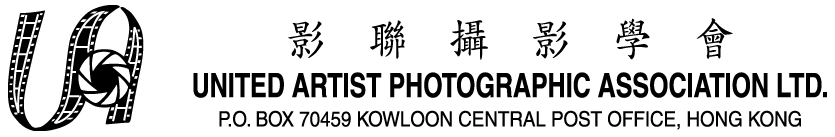 影聯攝影學會
UNITED ARTIST PHOTOGRAPHIC ASSOCIATION LTD.
P.O. BOX 70459 KOWLOON CENTRAL POST OFFICE, HONG KONG